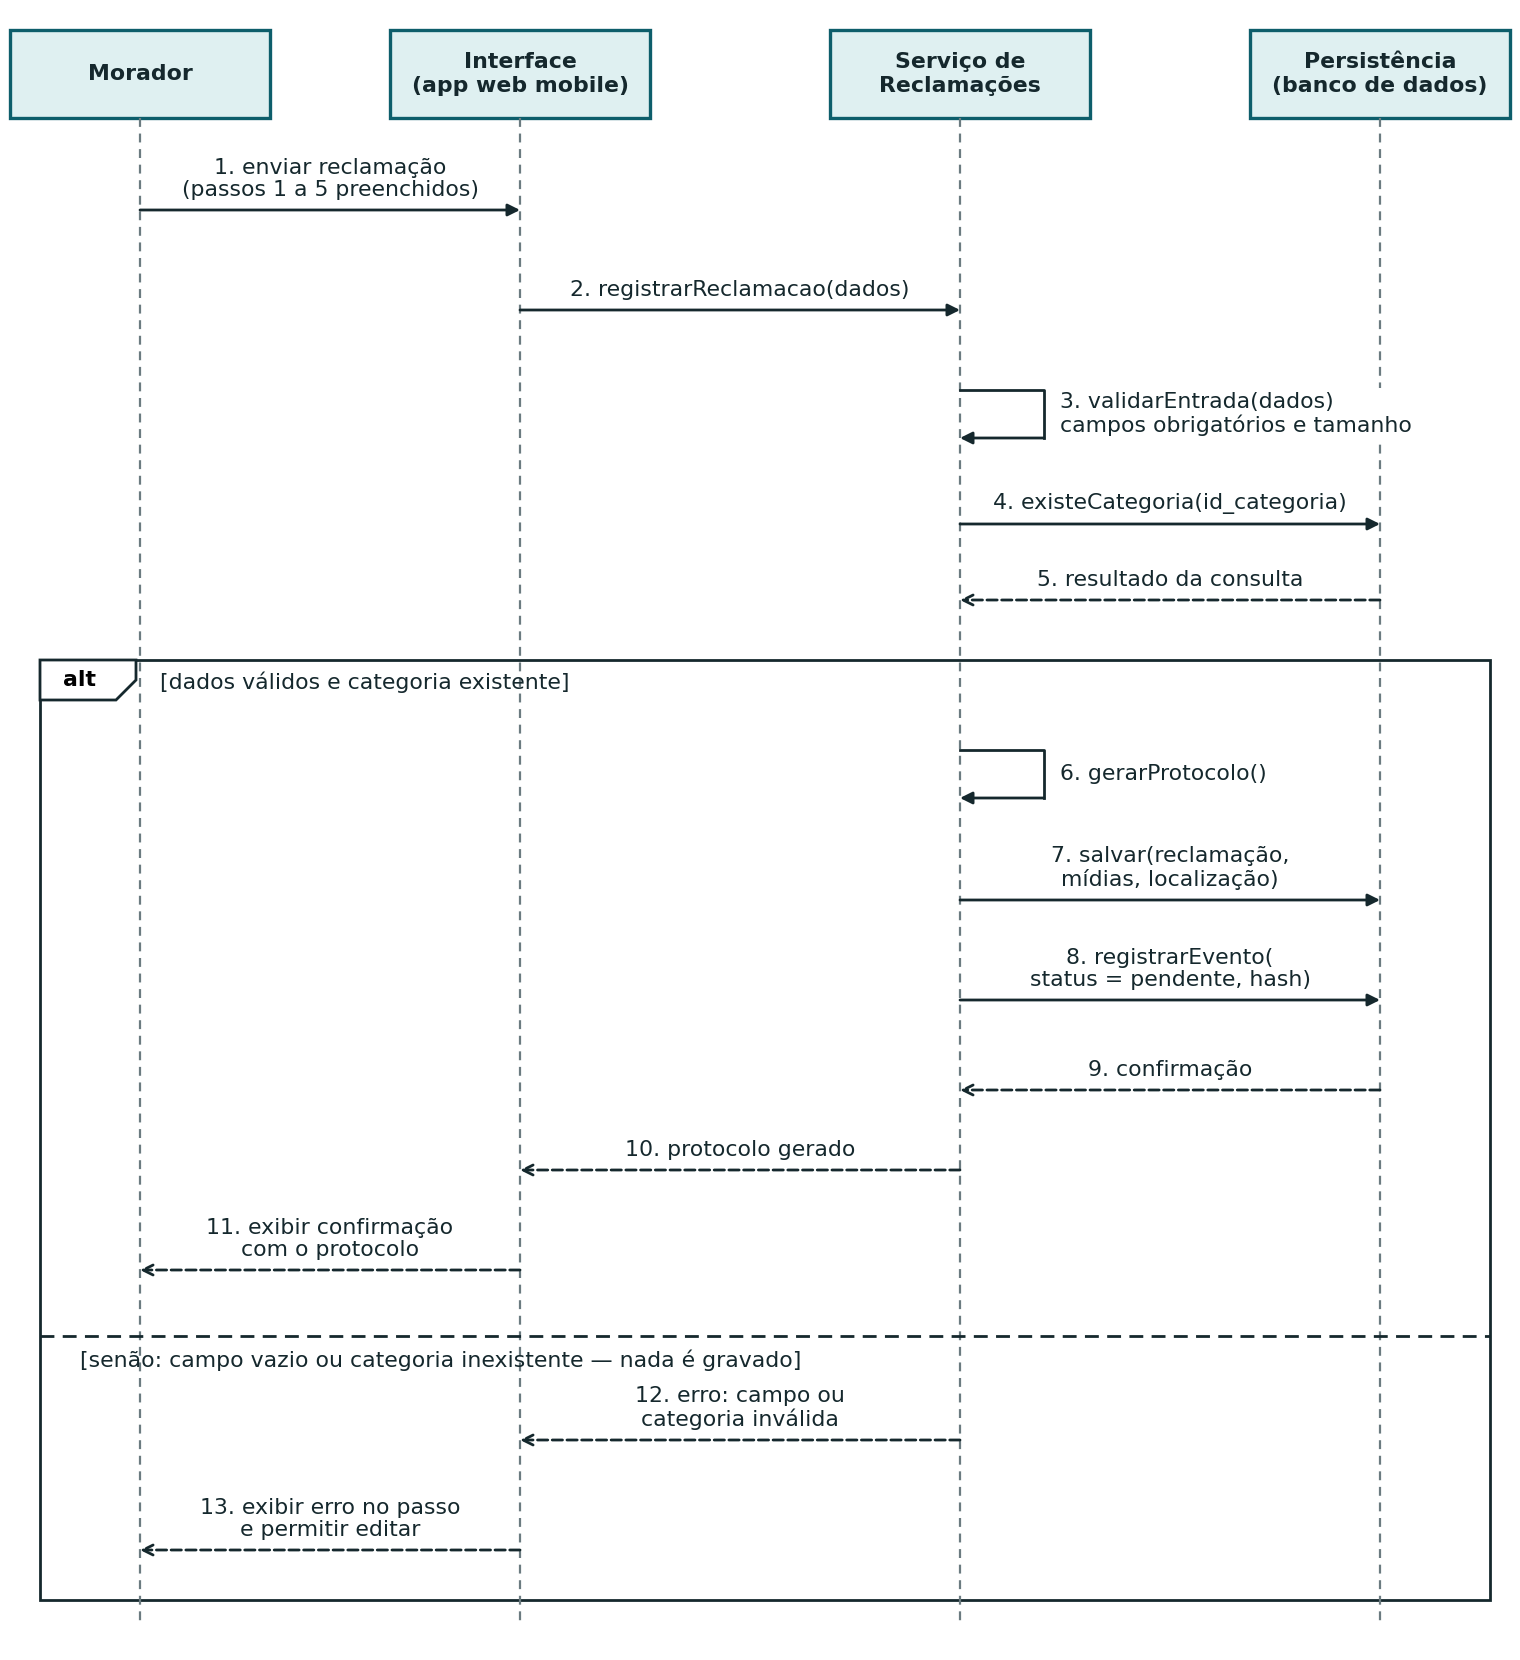 Morador
Interface
(app web mobile)
Serviço de
Reclamações
Persistência
(banco de dados)
1. enviar reclamação
(passos 1 a 5 preenchidos)
2. registrarReclamacao(dados)
3. validarEntrada(dados)
campos obrigatórios e tamanho
4. existeCategoria(id_categoria)
5. resultado da consulta
alt
[dados válidos e categoria existente]
6. gerarProtocolo()
7. salvar(reclamação,
mídias, localização)
8. registrarEvento(
status = pendente, hash)
9. confirmação
10. protocolo gerado
11. exibir confirmação
com o protocolo
[senão: campo vazio ou categoria inexistente — nada é gravado]
12. erro: campo ou
categoria inválida
13. exibir erro no passo
e permitir editar